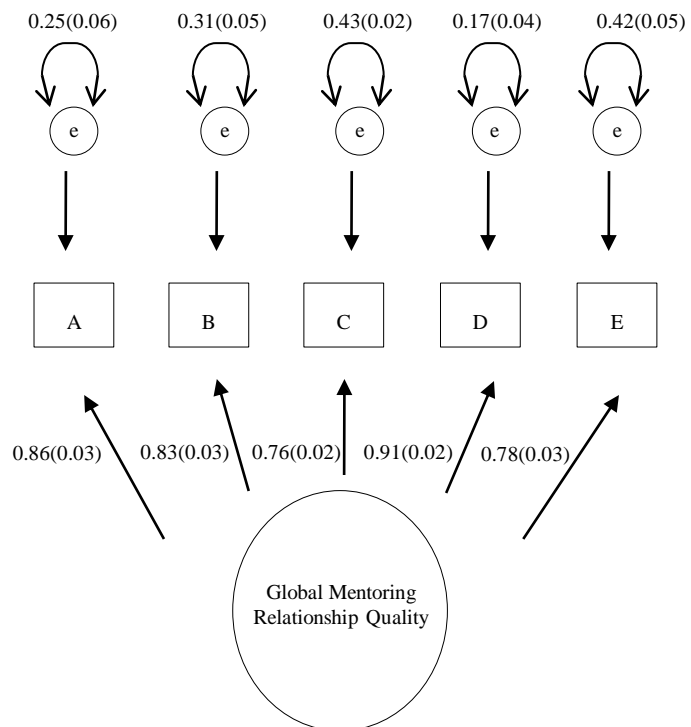 0.25(0.06) 0.31(0.05) 0.43(0.02) 0.17(0.04) 0.42(0.05)
e e e e e
A B C D E
0.86(0.03) 0.83(0.03) 0.76(0.02) 0.91(0.02) 0.78(0.03)
Global Mentoring
Relationship Quality